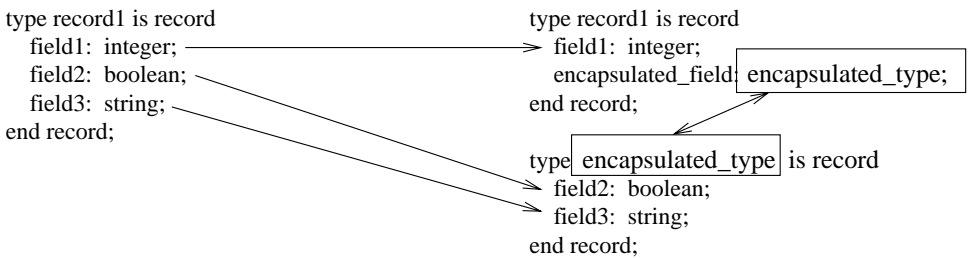 type record1 is record
field1: integer;
field2: boolean;
field3: string;
end record;
type record1 is record
field1: integer;
encapsulated_field: encapsulated_type;
end record;
type encapsulated_type is record
field2: boolean;
field3: string;
end record;